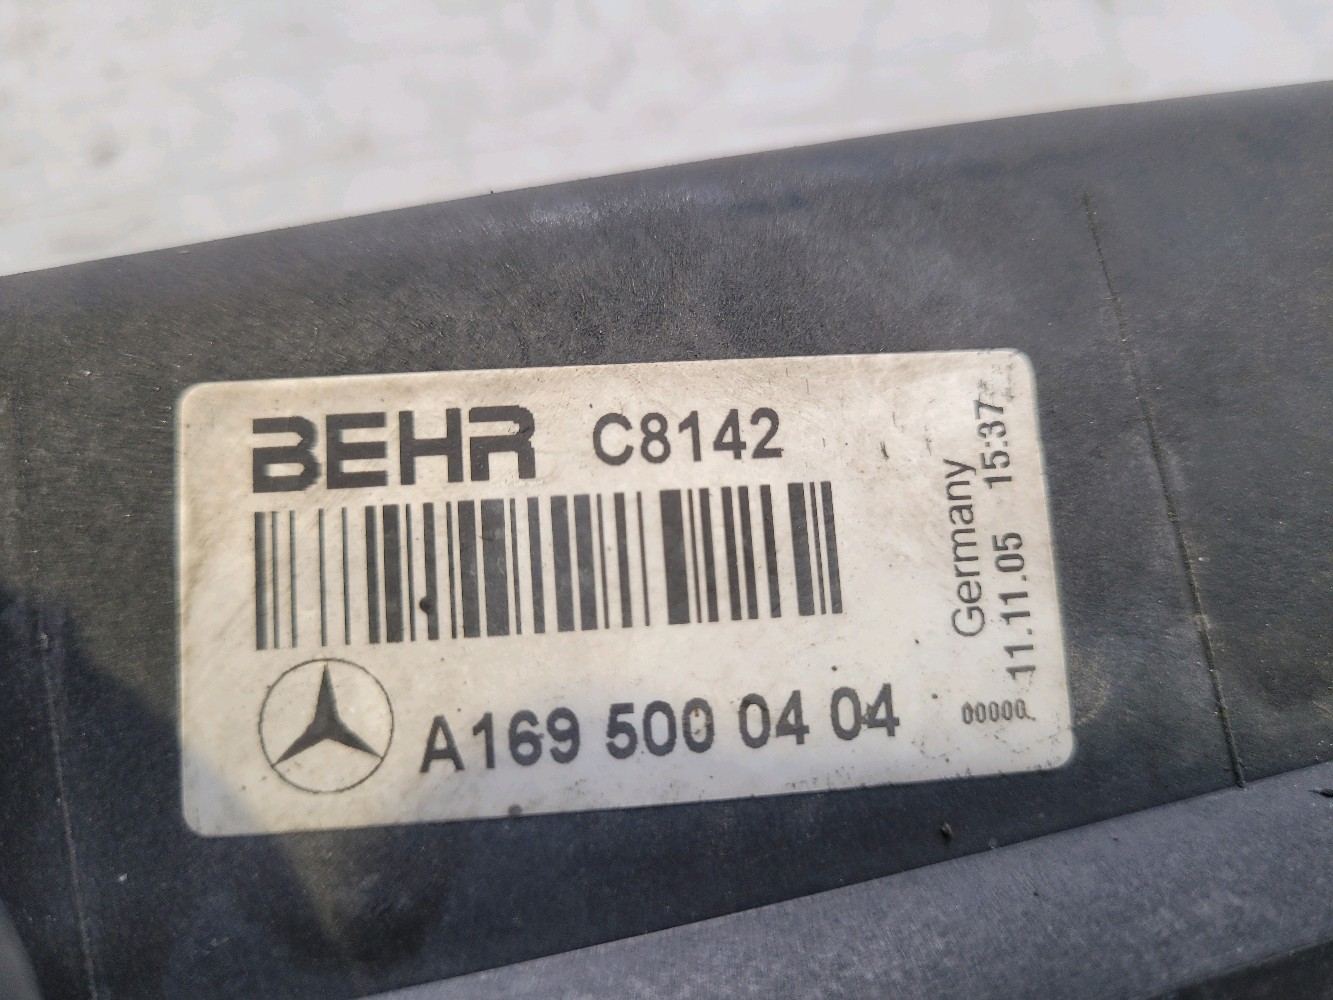 BEHR C8142
A169 500 04 04
Germany
11.11.05 15:37
00000